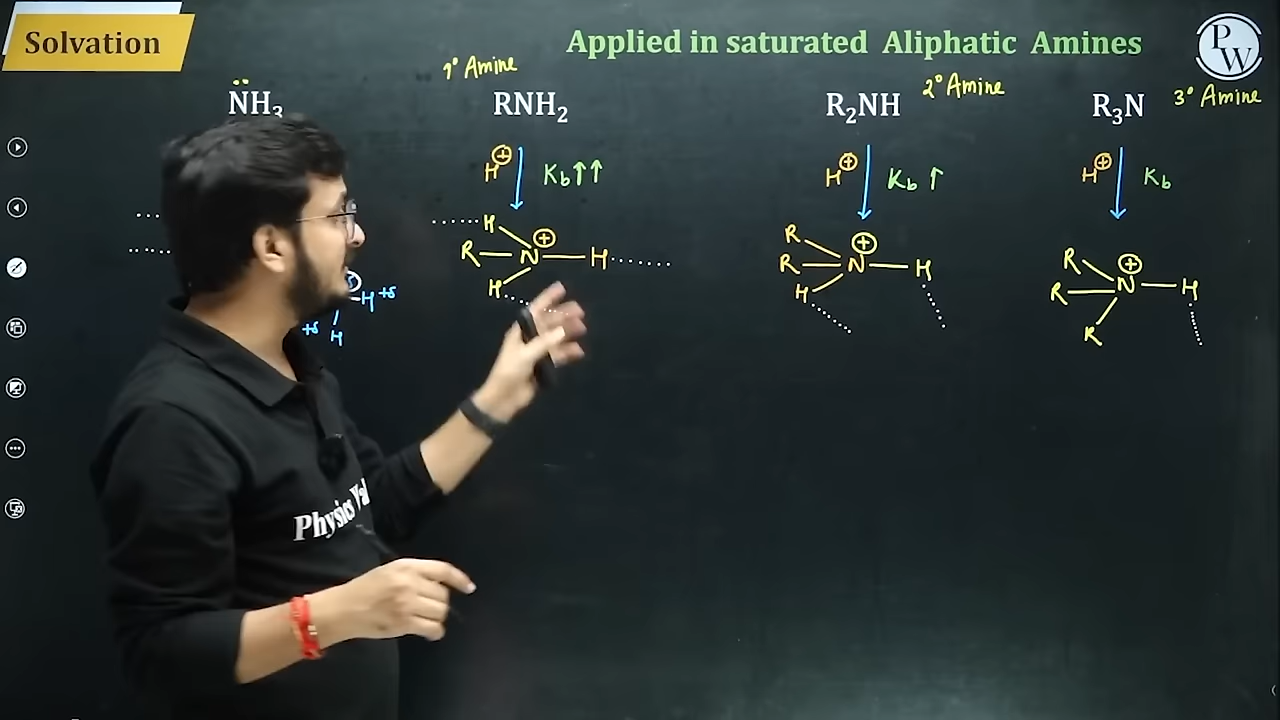 Solvation
Applied in saturated Aliphatic Amines
P
W
1° Amine
2° Amine
3° Amine
NH3
RNH2
R2NH
R3N
H⊕ Kb↑↑
H⊕ Kb↑
H⊕ Kb
H
R N⊕ H
H
R
R N⊕ H
H
R
R N⊕ H
R
H +δ
+δ H
Physics